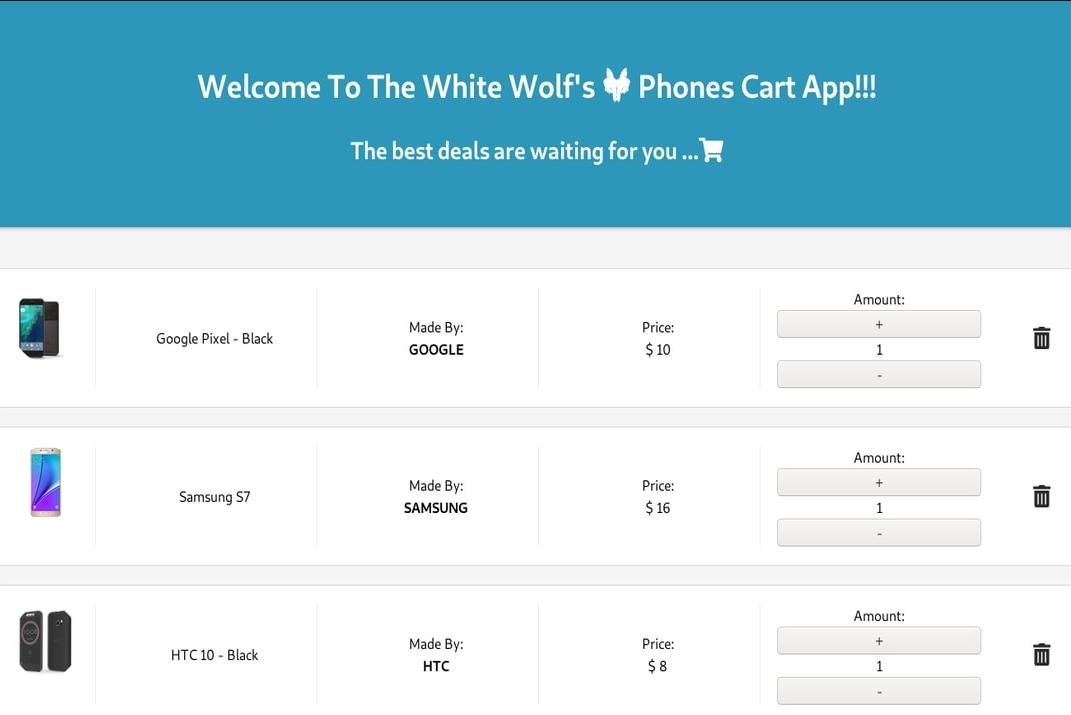 Welcome To The White Wolf's Phones Cart App!!!
The best deals are waiting for you ...
Google Pixel - Black
Made By:
GOOGLE
Price:
$ 10
Amount:
+
1
-
Samsung S7
Made By:
SAMSUNG
Price:
$ 16
Amount:
+
1
-
HTC 10 - Black
Made By:
HTC
Price:
$ 8
Amount:
+
1
-